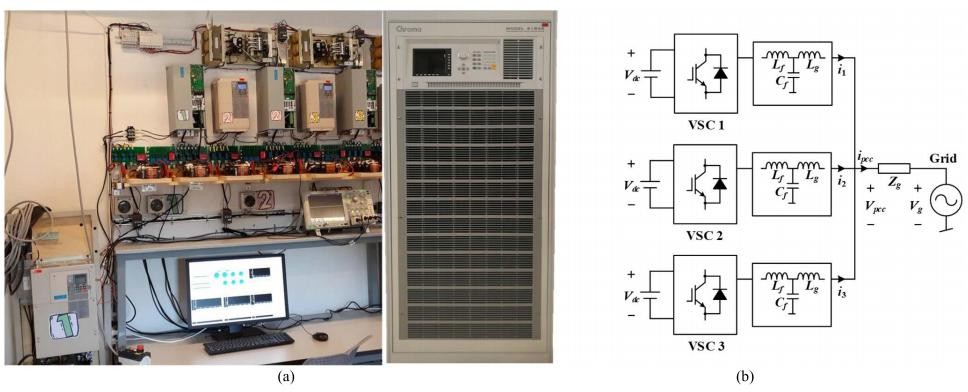 Chroma
1
2
1
V_dc
+
−
VSC 1
L_f
L_g
C_f
i_1
V_dc
+
−
VSC 2
L_f
L_g
C_f
i_2
i_pcc
Z_g
Grid
+
V_pcc
−
+
V_g
−
V_dc
+
−
VSC 3
L_f
L_g
C_f
i_3
(a)
(b)